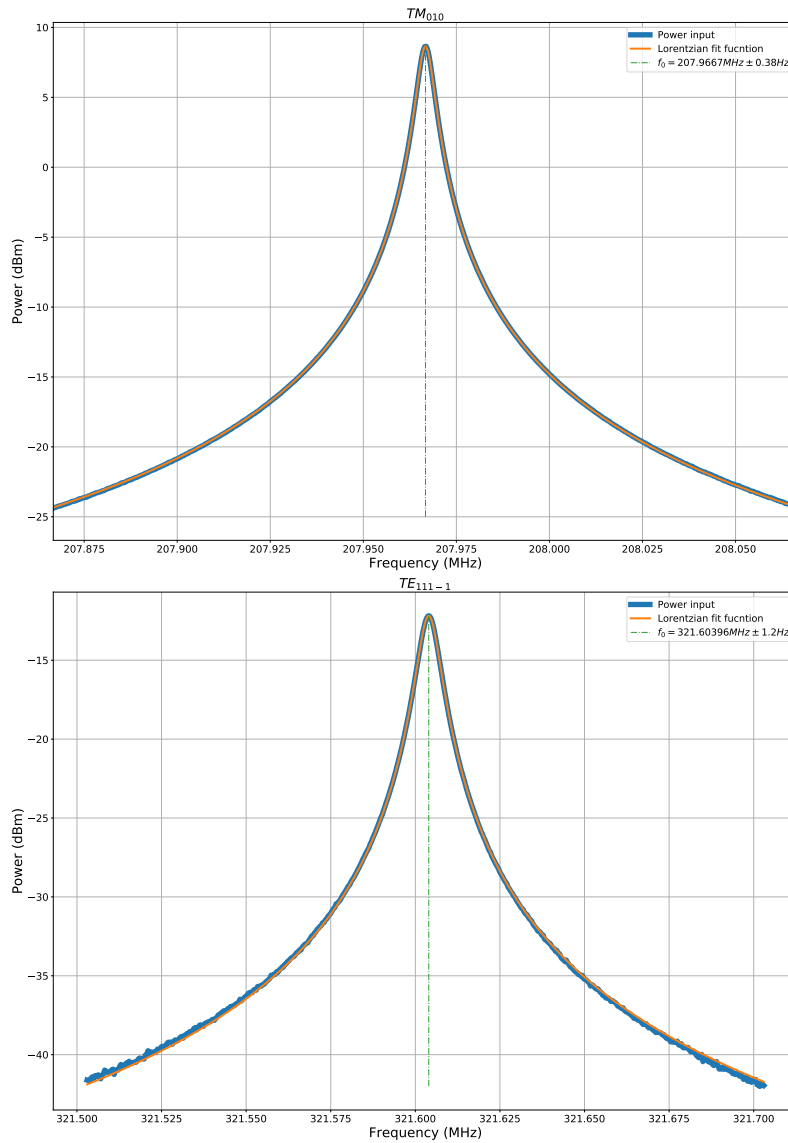 TM₀₁₀
10
5
0
−5
−10
−15
−20
−25
Power (dBm)
Power input
Lorentzian fit fucntion
f₀ = 207.9667MHz ± 0.38Hz
207.875 207.900 207.925 207.950 207.975 208.000 208.025 208.050
Frequency (MHz)
TE₁₁₁₋₁
−15
−20
−25
−30
−35
−40
Power (dBm)
Power input
Lorentzian fit fucntion
f₀ = 321.60396MHz ± 1.2Hz
321.500 321.525 321.550 321.575 321.600 321.625 321.650 321.675 321.700
Frequency (MHz)